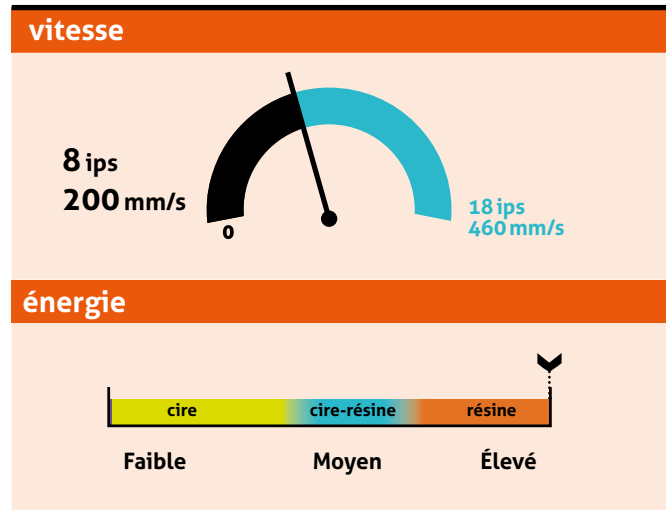 vitesse
8 ips
200 mm/s
0
18 ips
460 mm/s
énergie
cire cire-résine résine
Faible Moyen Élevé